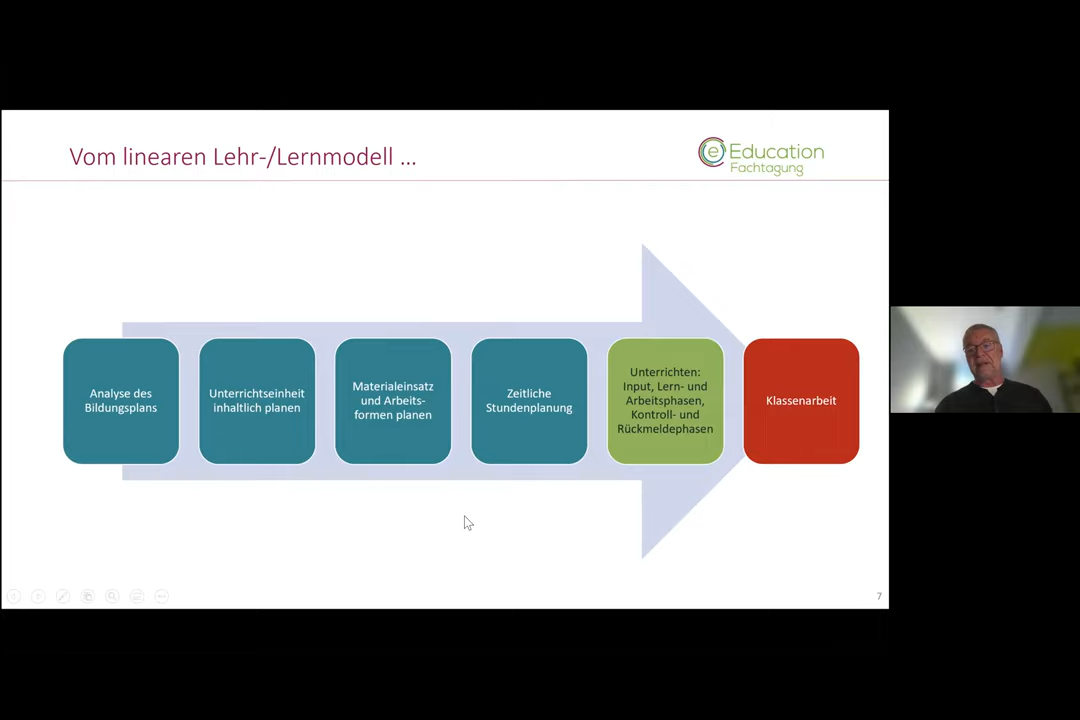 Vom linearen Lehr-/Lernmodell ...
e Education
Fachtagung
Analyse des
Bildungsplans
Unterrichtseinheit
inhaltlich planen
Materialeinsatz
und Arbeits-
formen planen
Zeitliche
Stundenplanung
Unterrichten:
Input, Lern- und
Arbeitsphasen,
Kontroll- und
Rückmeldephasen
Klassenarbeit
7